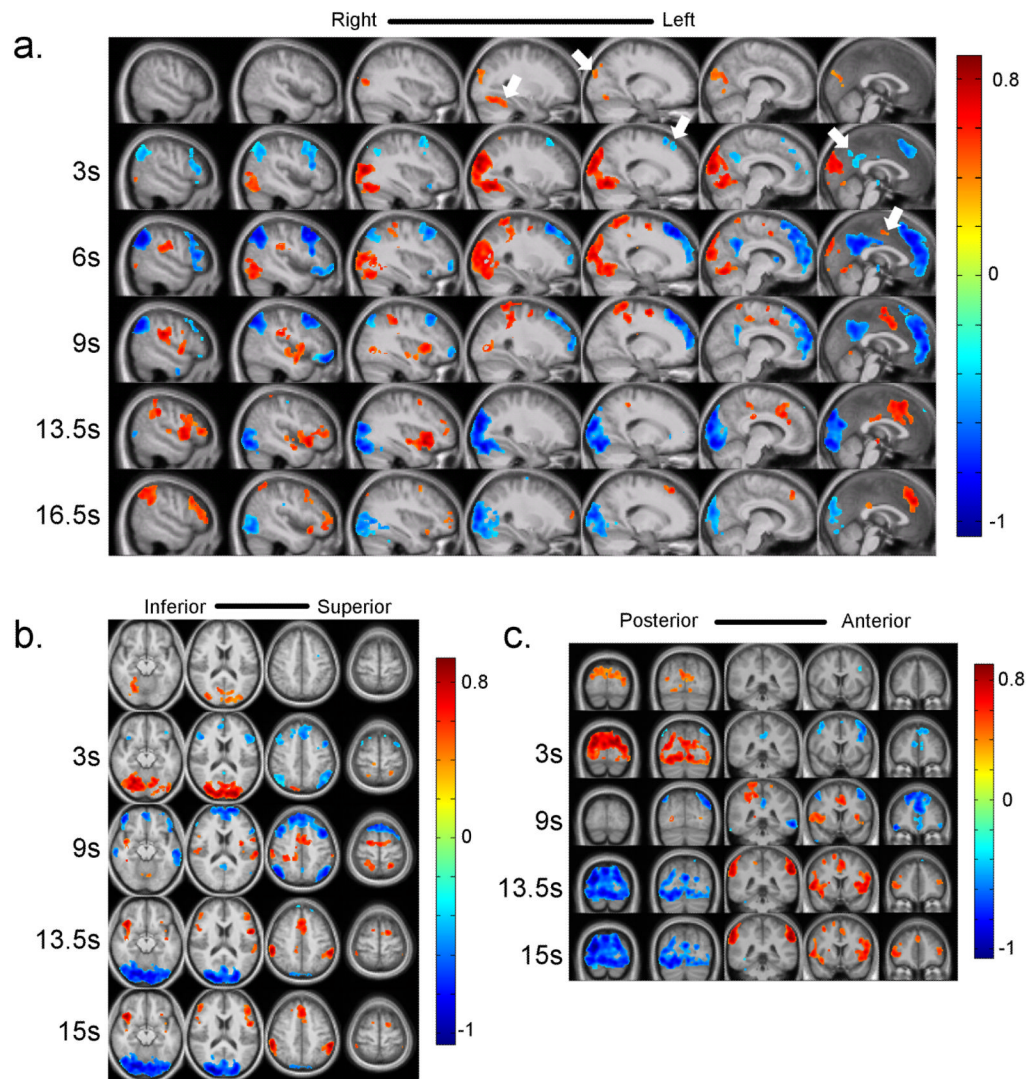 Right Left
a.
0.8
3s
6s
0
9s
13.5s
16.5s
-1
Inferior Superior
b.
0.8
3s
0
9s
13.5s
15s
-1
Posterior Anterior
c.
0.8
3s
9s
0
13.5s
15s
-1